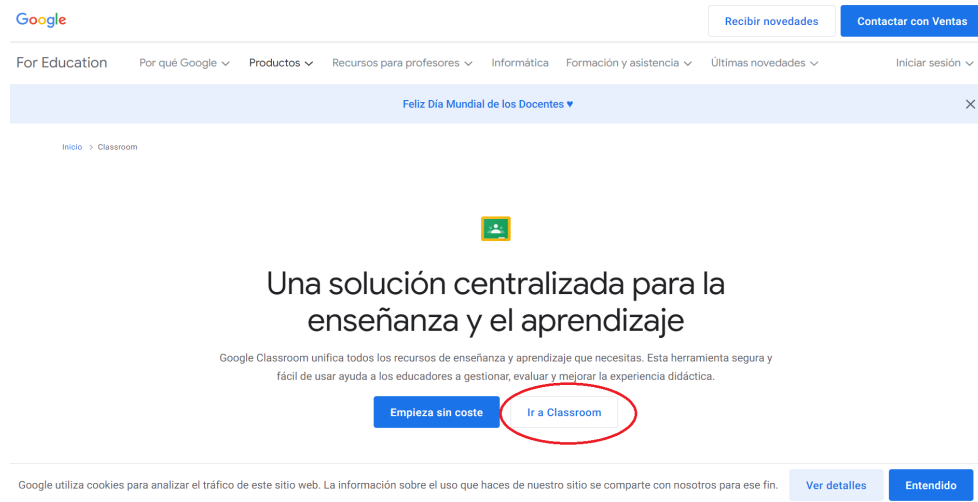 Google
Recibir novedades
Contactar con Ventas
For Education
Por qué Google
Productos
Recursos para profesores
Informática
Formación y asistencia
Últimas novedades
Iniciar sesión
Feliz Día Mundial de los Docentes ♥
Inicio > Classroom
Una solución centralizada para la
enseñanza y el aprendizaje
Google Classroom unifica todos los recursos de enseñanza y aprendizaje que necesitas. Esta herramienta segura y
fácil de usar ayuda a los educadores a gestionar, evaluar y mejorar la experiencia didáctica.
Empieza sin coste
Ir a Classroom
Google utiliza cookies para analizar el tráfico de este sitio web. La información sobre el uso que haces de nuestro sitio se comparte con nosotros para ese fin.
Ver detalles
Entendido